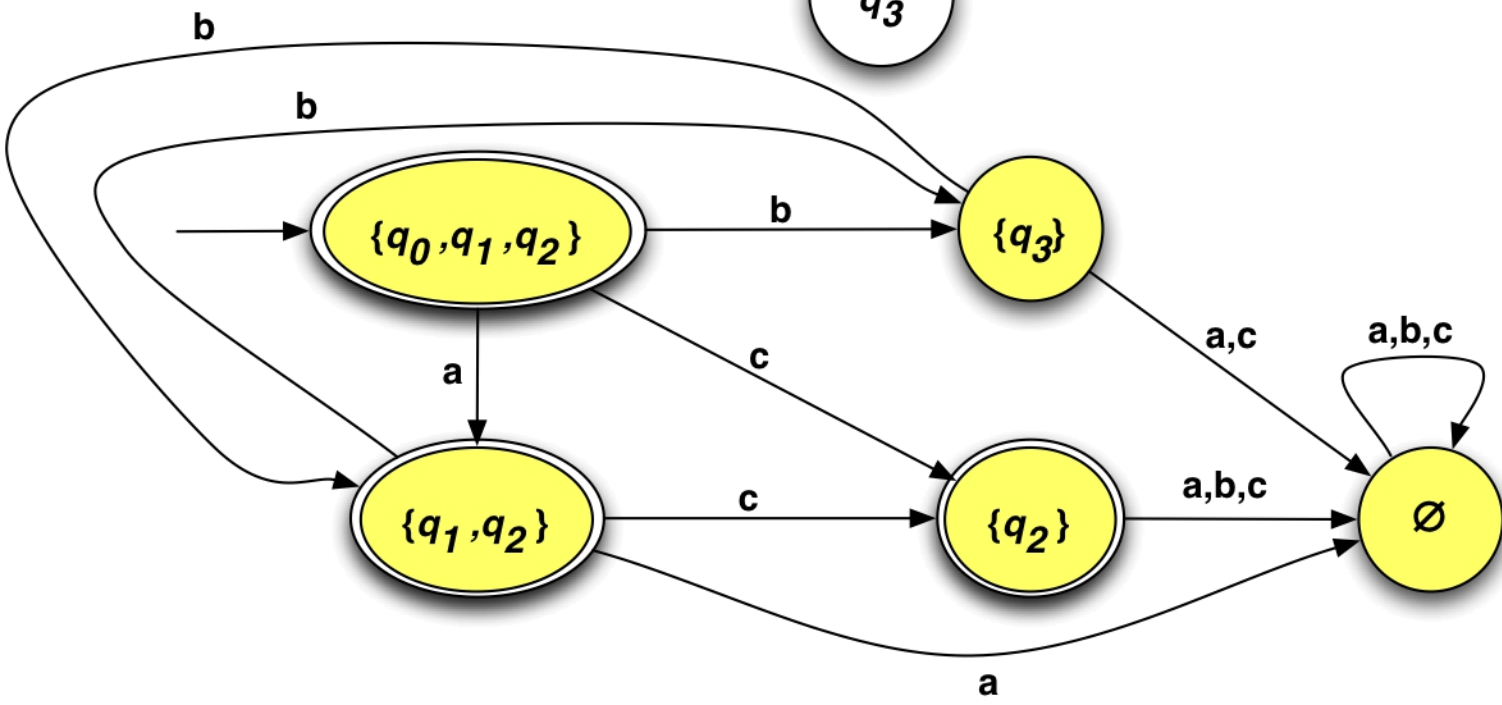 q3
b
b
{q0,q1,q2}
b
{q3}
a
c
a,c
a,b,c
{q1,q2}
c
{q2}
a,b,c
∅
a